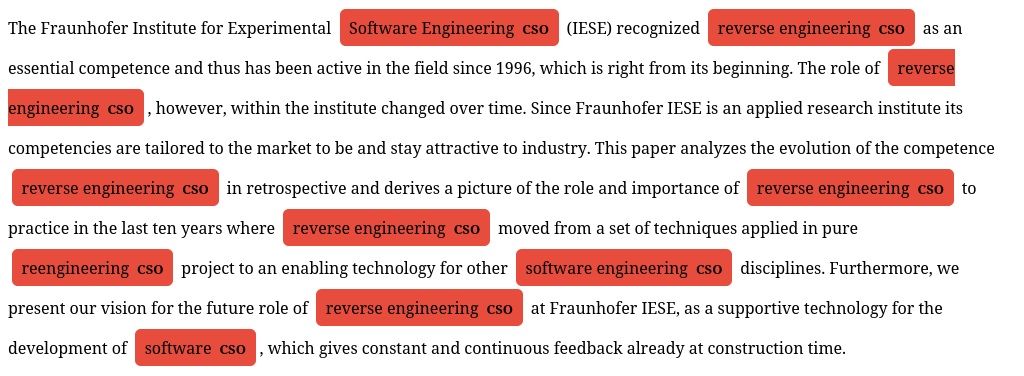 The Fraunhofer Institute for Experimental Software Engineering CSO (IESE) recognized reverse engineering CSO as an
essential competence and thus has been active in the field since 1996, which is right from its beginning. The role of reverse
engineering CSO , however, within the institute changed over time. Since Fraunhofer IESE is an applied research institute its
competencies are tailored to the market to be and stay attractive to industry. This paper analyzes the evolution of the competence
reverse engineering CSO in retrospective and derives a picture of the role and importance of reverse engineering CSO to
practice in the last ten years where reverse engineering CSO moved from a set of techniques applied in pure
reengineering CSO project to an enabling technology for other software engineering CSO disciplines. Furthermore, we
present our vision for the future role of reverse engineering CSO at Fraunhofer IESE, as a supportive technology for the
development of software CSO , which gives constant and continuous feedback already at construction time.